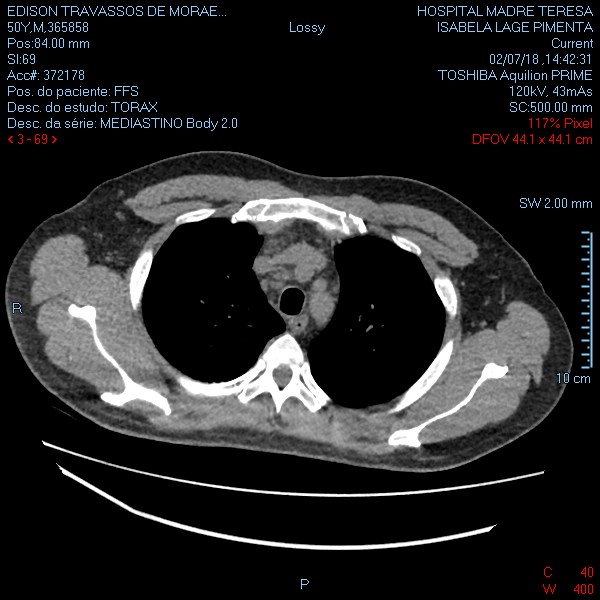 EDISON TRAVASSOS DE MORAE...
50Y,M,365858
Pos:84.00 mm
SI:69
Acc#: 372178
Pos. do paciente: FFS
Desc. do estudo: TORAX
Desc. da série: MEDIASTINO Body 2.0
< 3 - 69 >
Lossy
HOSPITAL MADRE TERESA
ISABELA LAGE PIMENTA
Current
02/07/18 ,14:42:31
TOSHIBA Aquilion PRIME
120kV, 43mAs
SC:500.00 mm
117% Pixel
DFOV 44.1 x 44.1 cm
SW 2.00 mm
R
10 cm
P
C 40
W 400